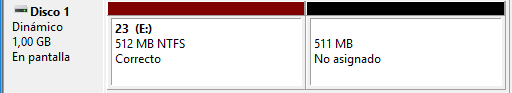 Disco 1
Dinámico
1,00 GB
En pantalla
23 (E:)
512 MB NTFS
Correcto
511 MB
No asignado